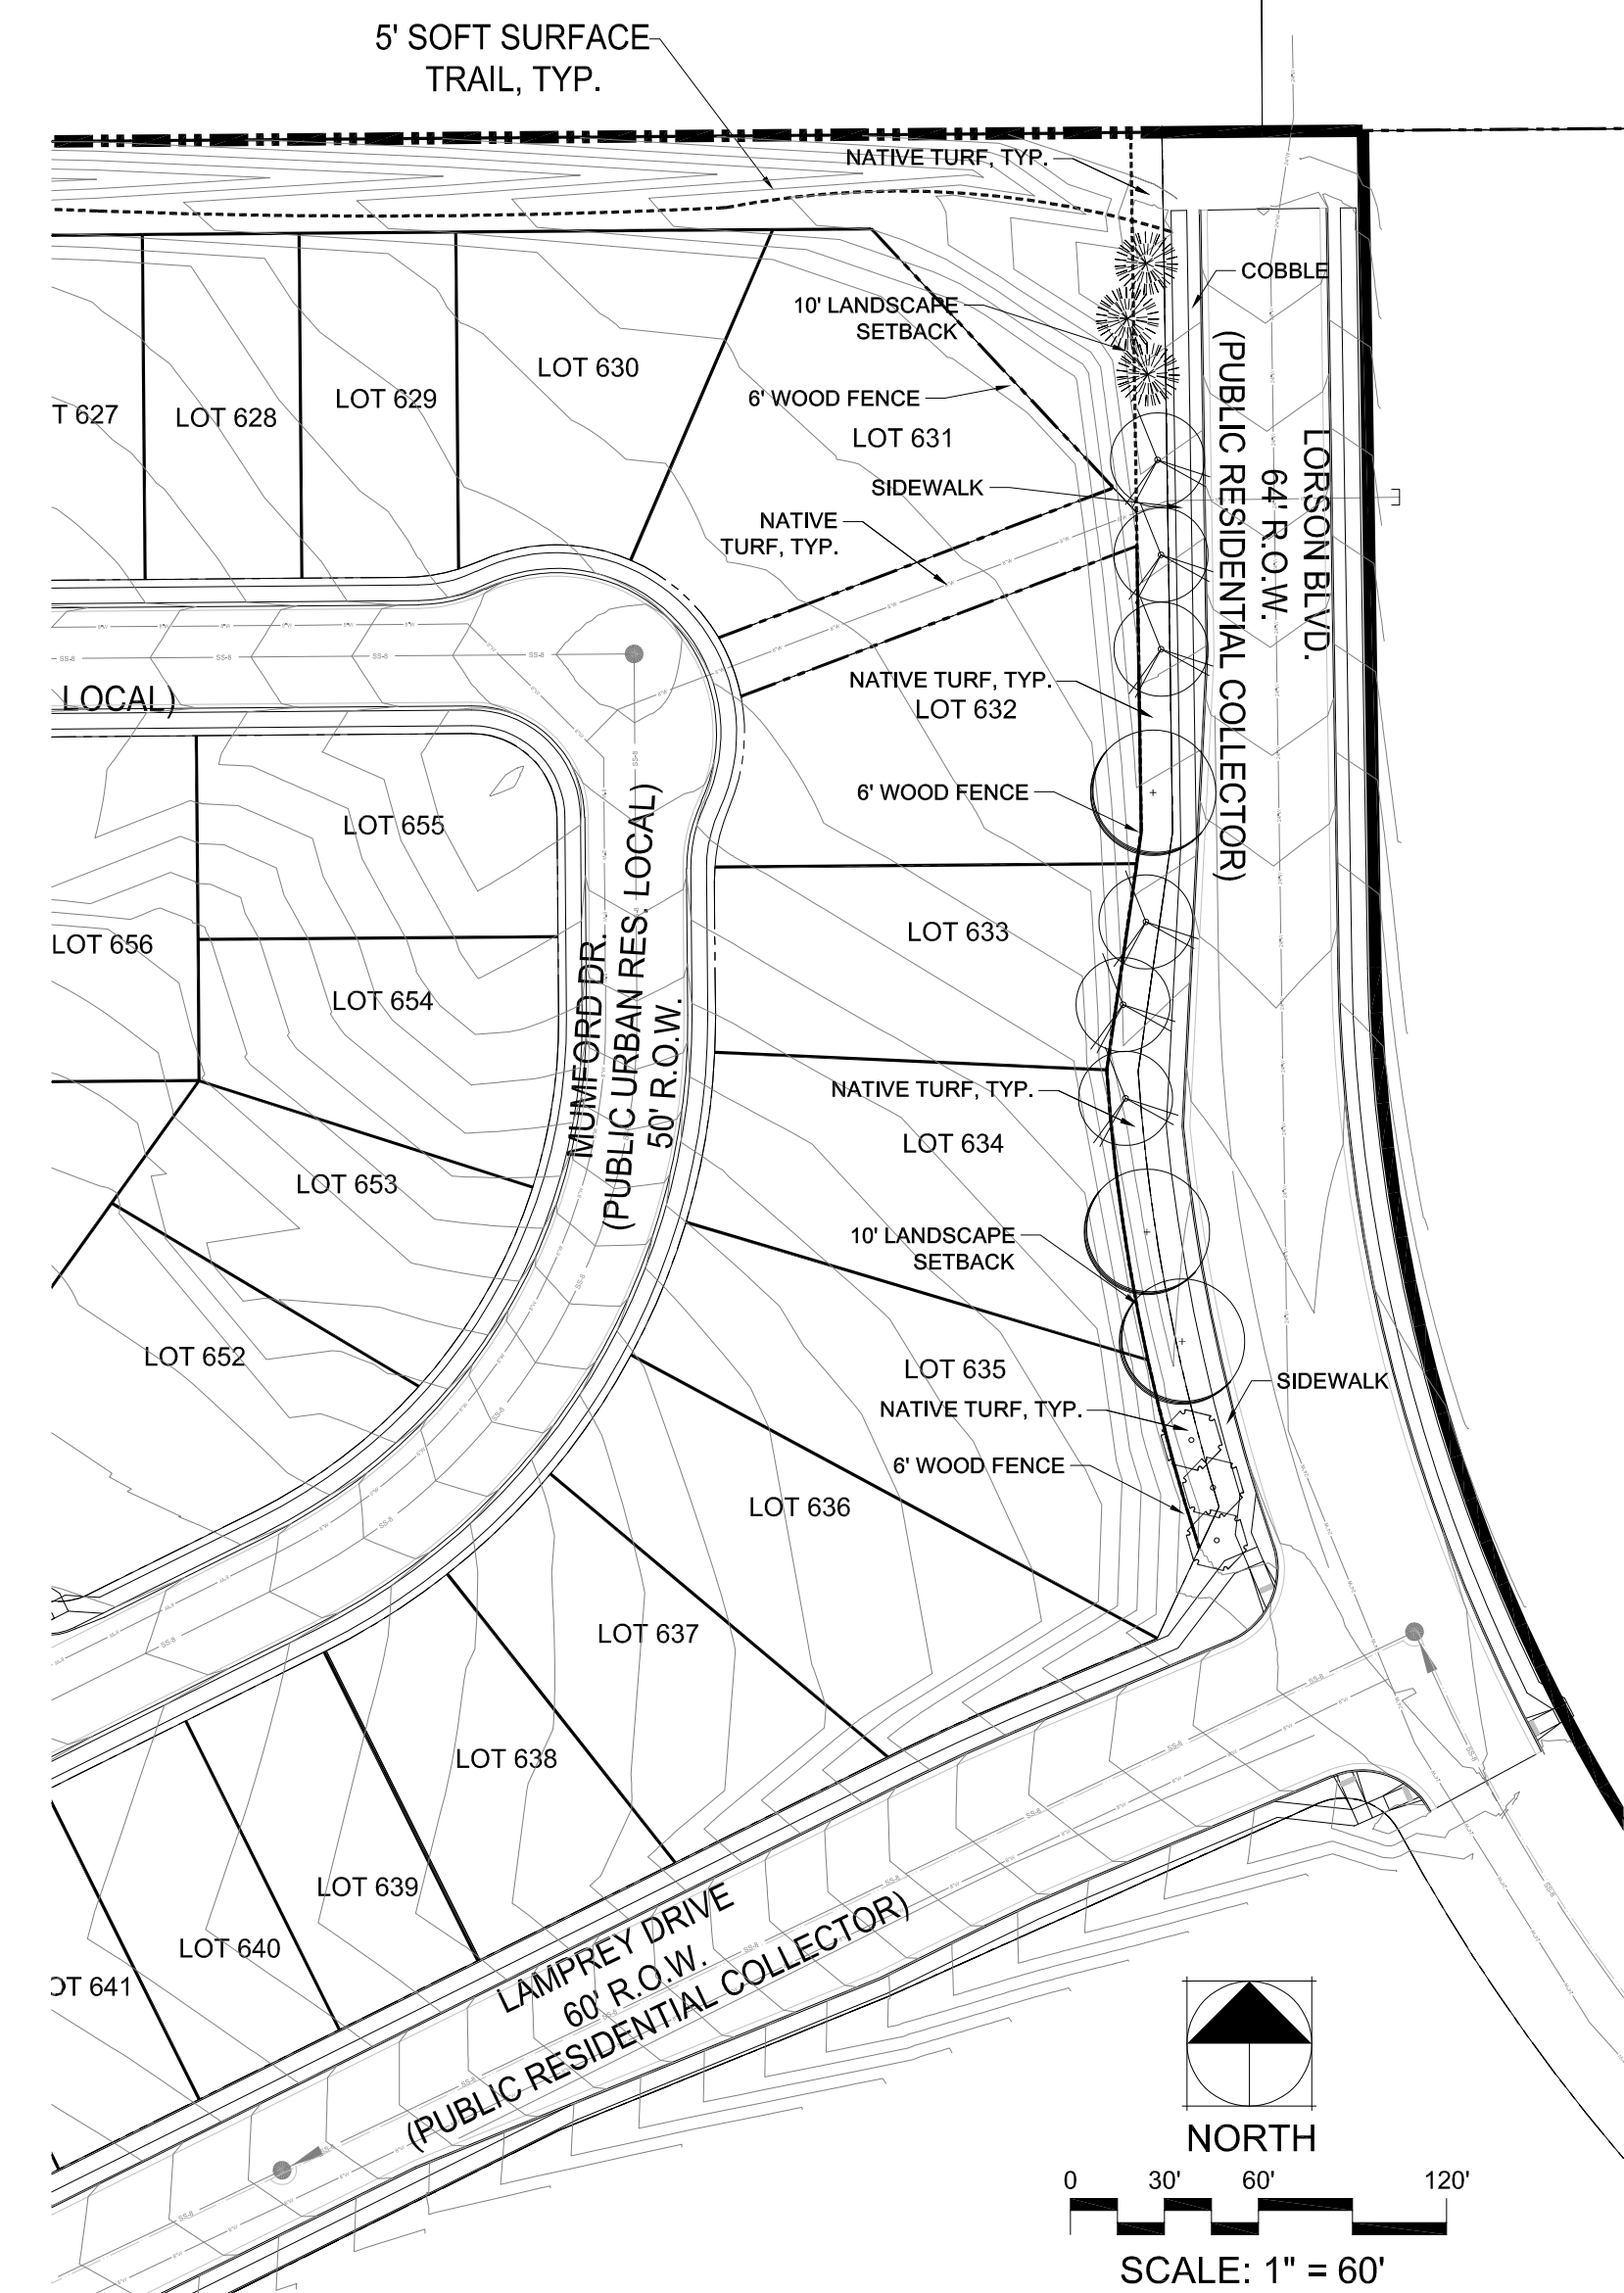 5' SOFT SURFACE
TRAIL, TYP.
NATIVE TURF, TYP.
COBBLE
10' LANDSCAPE
SETBACK
6' WOOD FENCE
LOT 630
LOT 629
LOT 628
T 627
LOT 631
SIDEWALK
NATIVE
TURF, TYP.
LORSON BLVD.
64' R.O.W.
(PUBLIC RESIDENTIAL COLLECTOR)
LOCAL)
NATIVE TURF, TYP.
LOT 632
6' WOOD FENCE
LOT 655
LOT 656
LOT 654
LOT 633
MUMFORD DR.
(PUBLIC URBAN RES. LOCAL)
50' R.O.W.
NATIVE TURF, TYP.
LOT 634
LOT 653
10' LANDSCAPE
SETBACK
LOT 652
LOT 635
SIDEWALK
NATIVE TURF, TYP.
6' WOOD FENCE
LOT 636
LOT 637
LOT 638
LOT 639
LOT 640
OT 641
LAMPREY DRIVE
60' R.O.W.
(PUBLIC RESIDENTIAL COLLECTOR)
NORTH
0 30' 60' 120'
SCALE: 1" = 60'